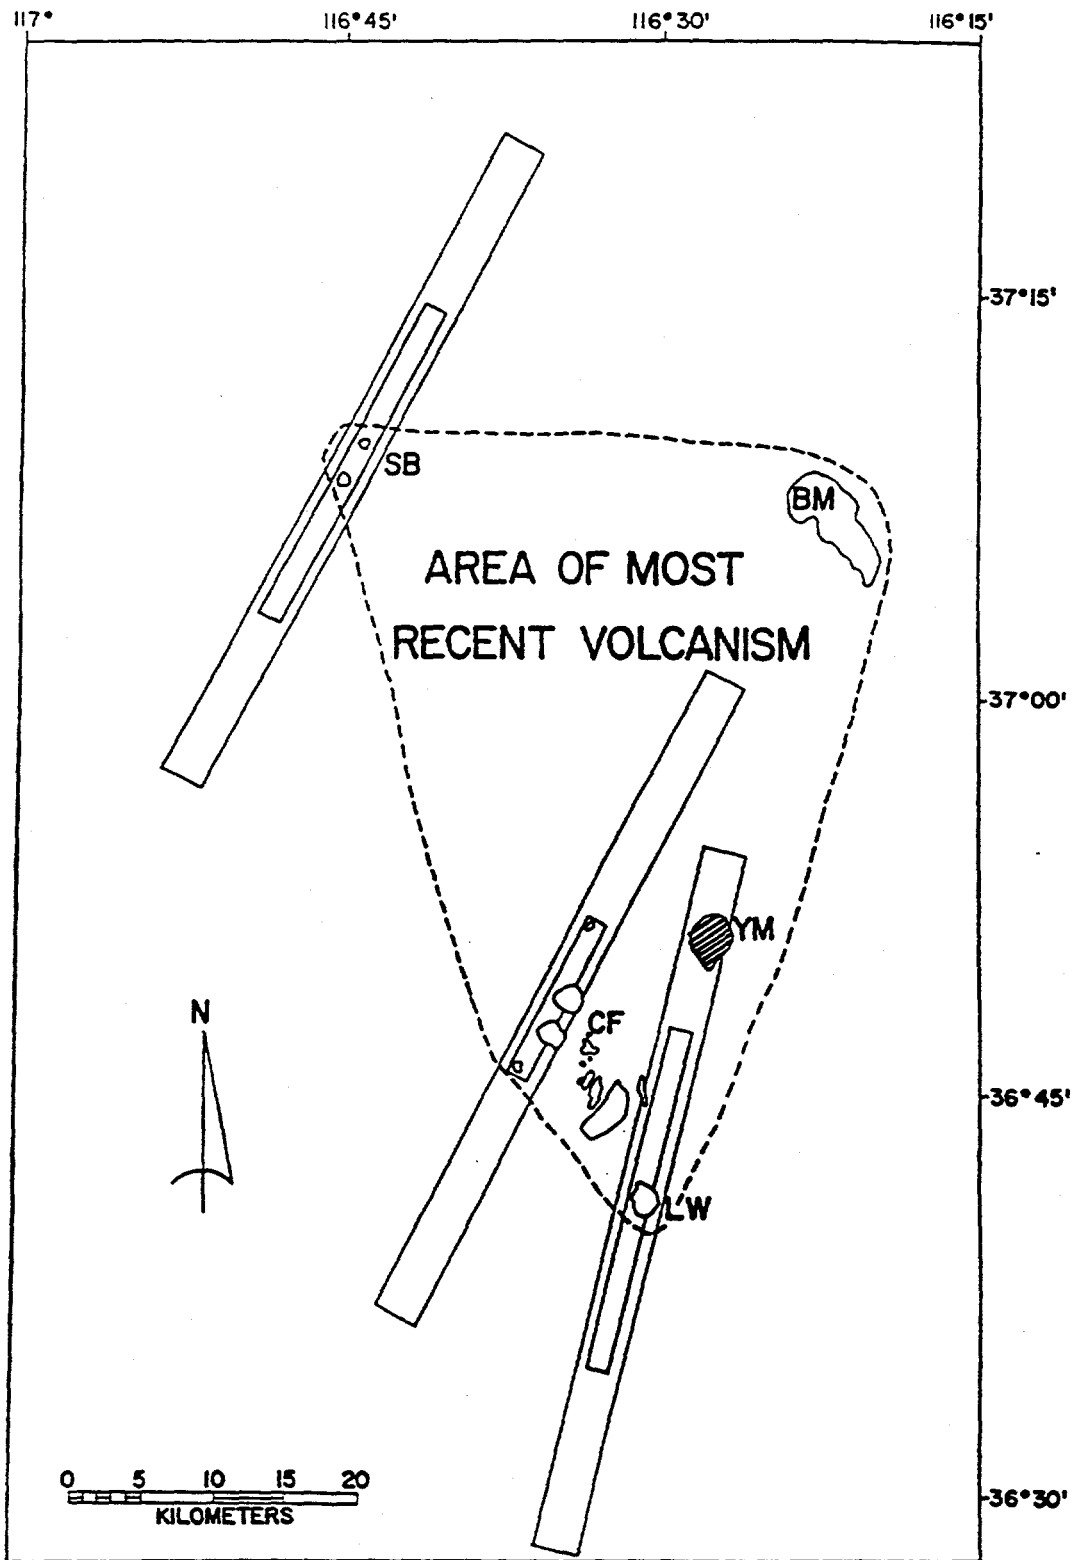 117° 116°45' 116°30' 116°15'
37°15'
SB
BM
AREA OF MOST
RECENT VOLCANISM
37°00'
YM
N
CF
36°45'
LW
0 5 10 15 20
KILOMETERS
36°30'